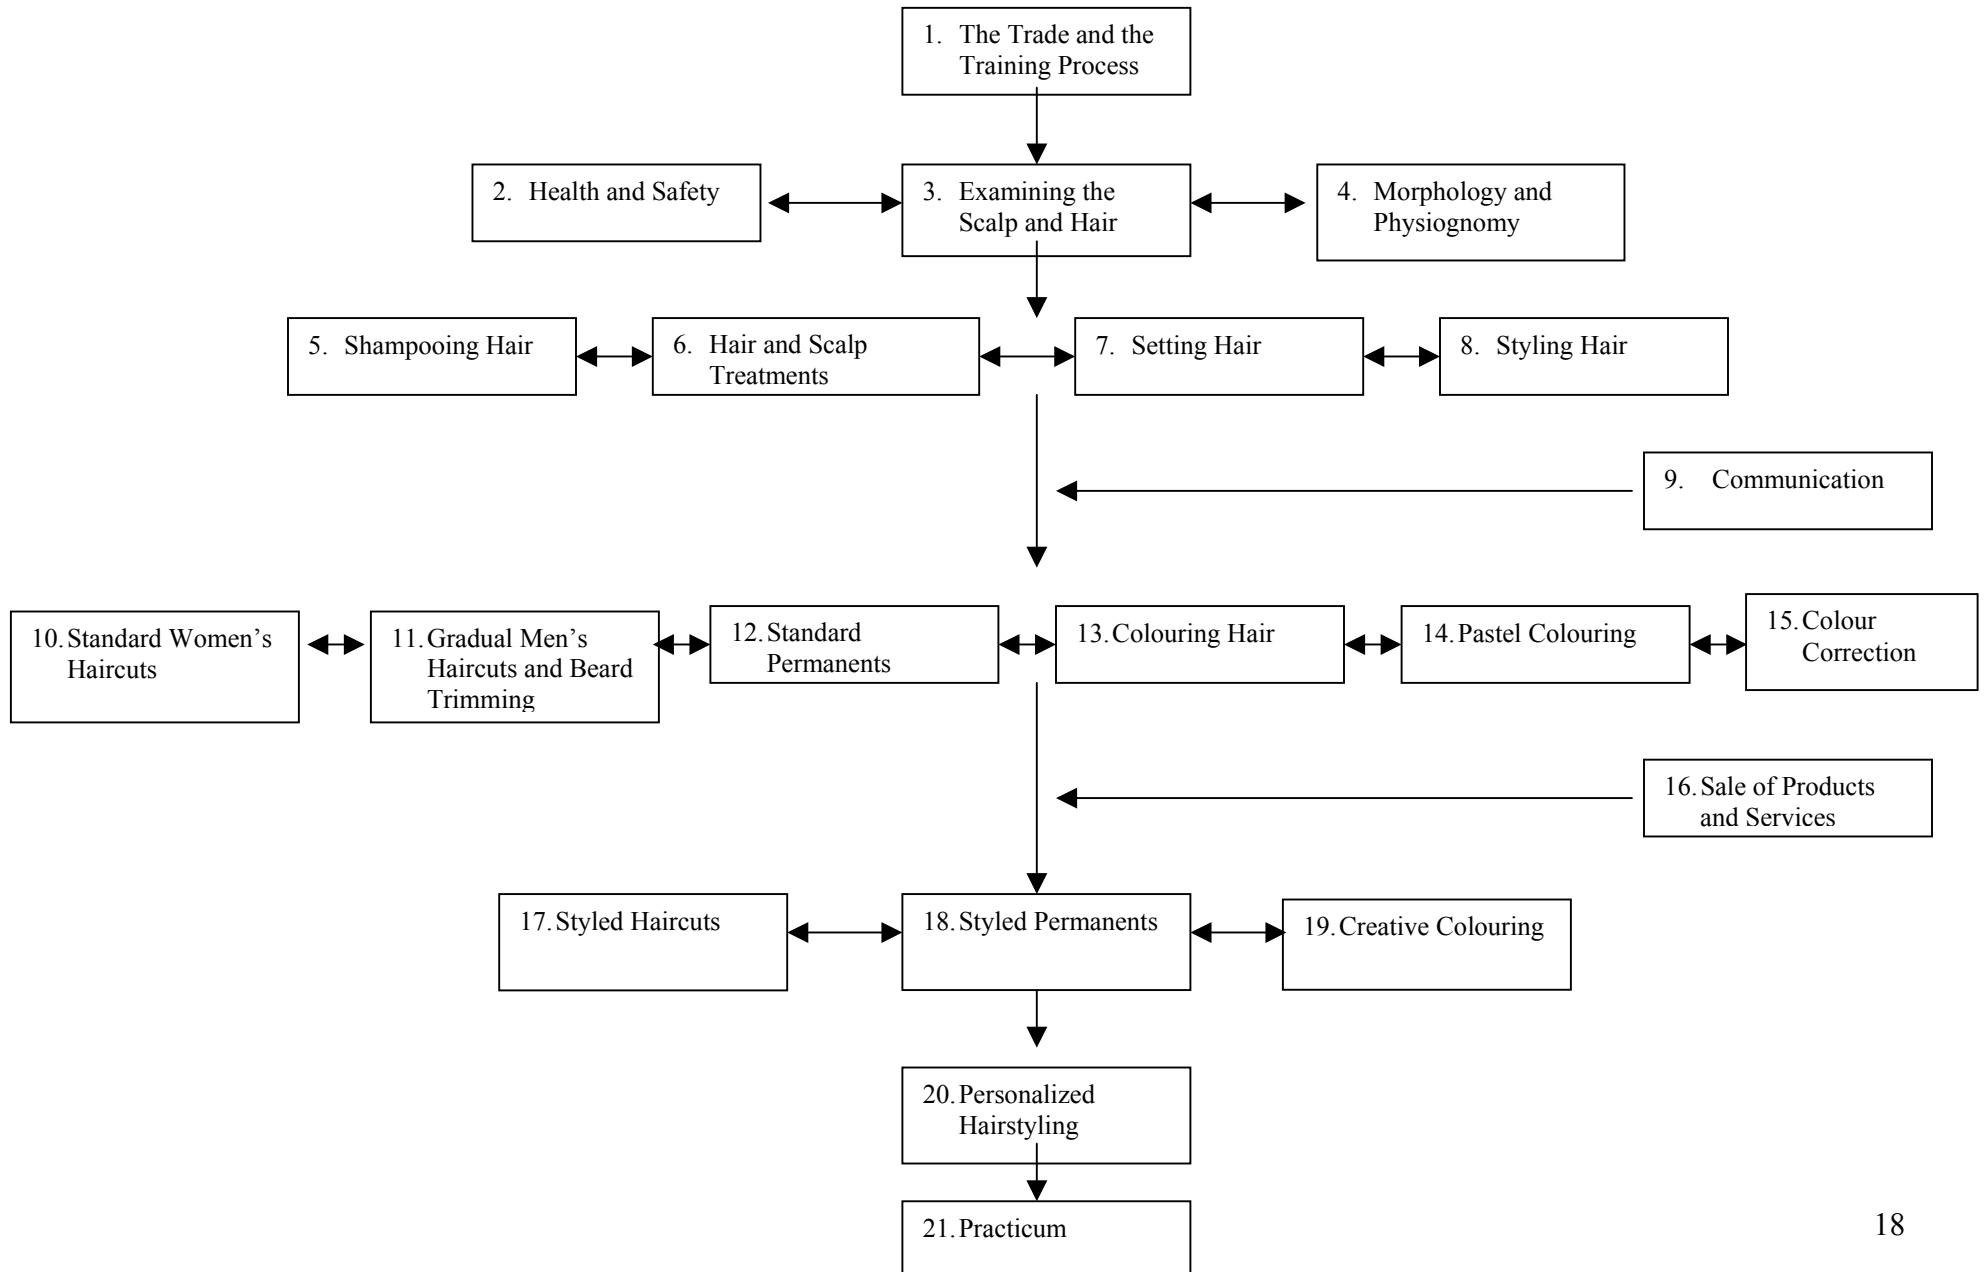 1. The Trade and the
Training Process
2. Health and Safety
3. Examining the
Scalp and Hair
4. Morphology and
Physiognomy
5. Shampooing Hair
6. Hair and Scalp
Treatments
7. Setting Hair
8. Styling Hair
9. Communication
10. Standard Women's
Haircuts
11. Gradual Men's
Haircuts and Beard
Trimming
12. Standard
Permanents
13. Colouring Hair
14. Pastel Colouring
15. Colour
Correction
16. Sale of Products
and Services
17. Styled Haircuts
18. Styled Permanents
19. Creative Colouring
20. Personalized
Hairstyling
21. Practicum
18